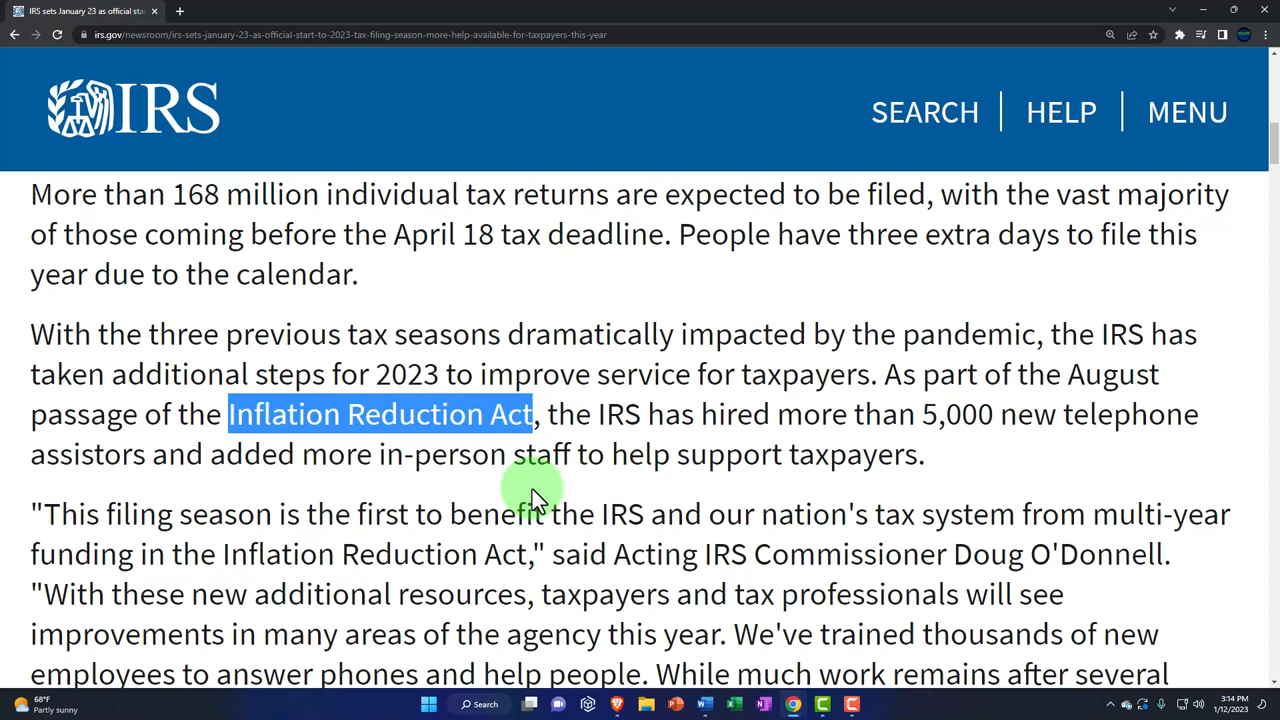 IRS sets January 23 as official star
irs.gov/newsroom/irs-sets-january-23-as-official-start-to-2023-tax-filing-season-more-help-available-for-taxpayers-this-year
IRS
SEARCH
HELP
MENU
More than 168 million individual tax returns are expected to be filed, with the vast majority
of those coming before the April 18 tax deadline. People have three extra days to file this
year due to the calendar.
With the three previous tax seasons dramatically impacted by the pandemic, the IRS has
taken additional steps for 2023 to improve service for taxpayers. As part of the August
passage of the Inflation Reduction Act, the IRS has hired more than 5,000 new telephone
assistors and added more in-person staff to help support taxpayers.
"This filing season is the first to benefit the IRS and our nation's tax system from multi-year
funding in the Inflation Reduction Act," said Acting IRS Commissioner Doug O'Donnell.
"With these new additional resources, taxpayers and tax professionals will see
improvements in many areas of the agency this year. We've trained thousands of new
employees to answer phones and help people. While much work remains after several
68°F
Partly sunny
Search
3:14 PM
1/12/2023